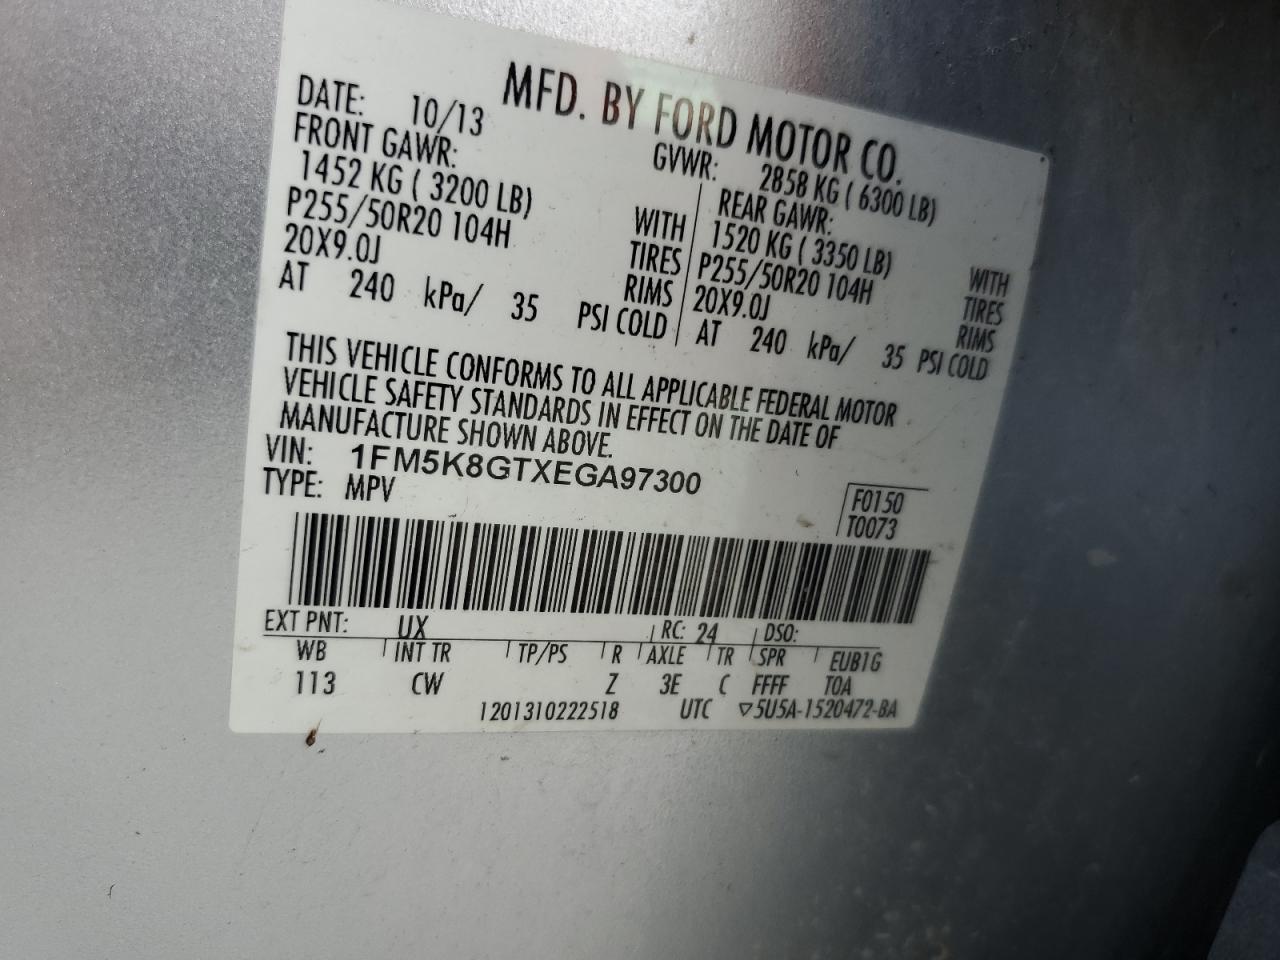 MFD. BY FORD MOTOR CO.
DATE: 10/13 GVWR: 2858 KG ( 6300 LB)
FRONT GAWR: REAR GAWR:
1452 KG ( 3200 LB) WITH 1520 KG ( 3350 LB) WITH
P255/50R20 104H TIRES P255/50R20 104H TIRES
20X9.0J RIMS 20X9.0J RIMS
AT 240 kPa/ 35 PSI COLD AT 240 kPa/ 35 PSI COLD
THIS VEHICLE CONFORMS TO ALL APPLICABLE FEDERAL MOTOR
VEHICLE SAFETY STANDARDS IN EFFECT ON THE DATE OF
MANUFACTURE SHOWN ABOVE.
VIN: 1FM5K8GTXEGA97300
TYPE: MPV
F0150
T0073
EXT PNT: UX RC: 24 DSO:
WB INT TR TP/PS R AXLE TR SPR EUB1G
113 CW Z 3E C FFFF T0A
1201310222518 UTC ▽5U5A-1520472-BA